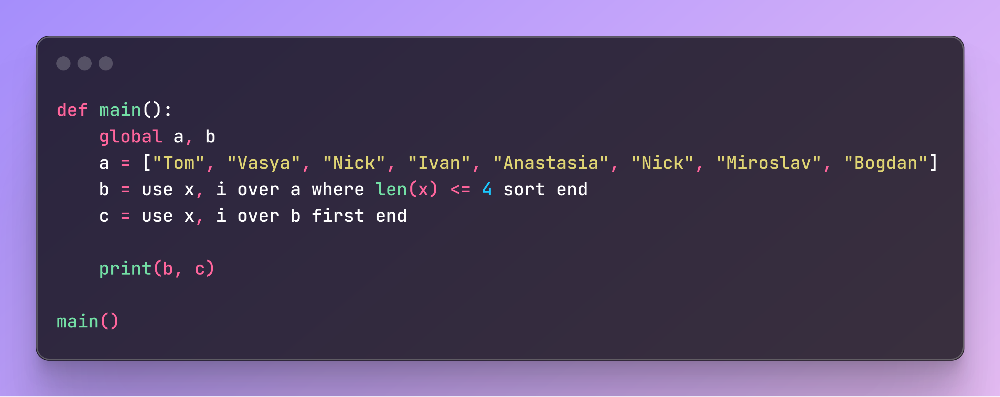 def main():
    global a, b
    a = ["Tom", "Vasya", "Nick", "Ivan", "Anastasia", "Nick", "Miroslav", "Bogdan"]
    b = use x, i over a where len(x) <= 4 sort end
    c = use x, i over b first end

    print(b, c)

main()